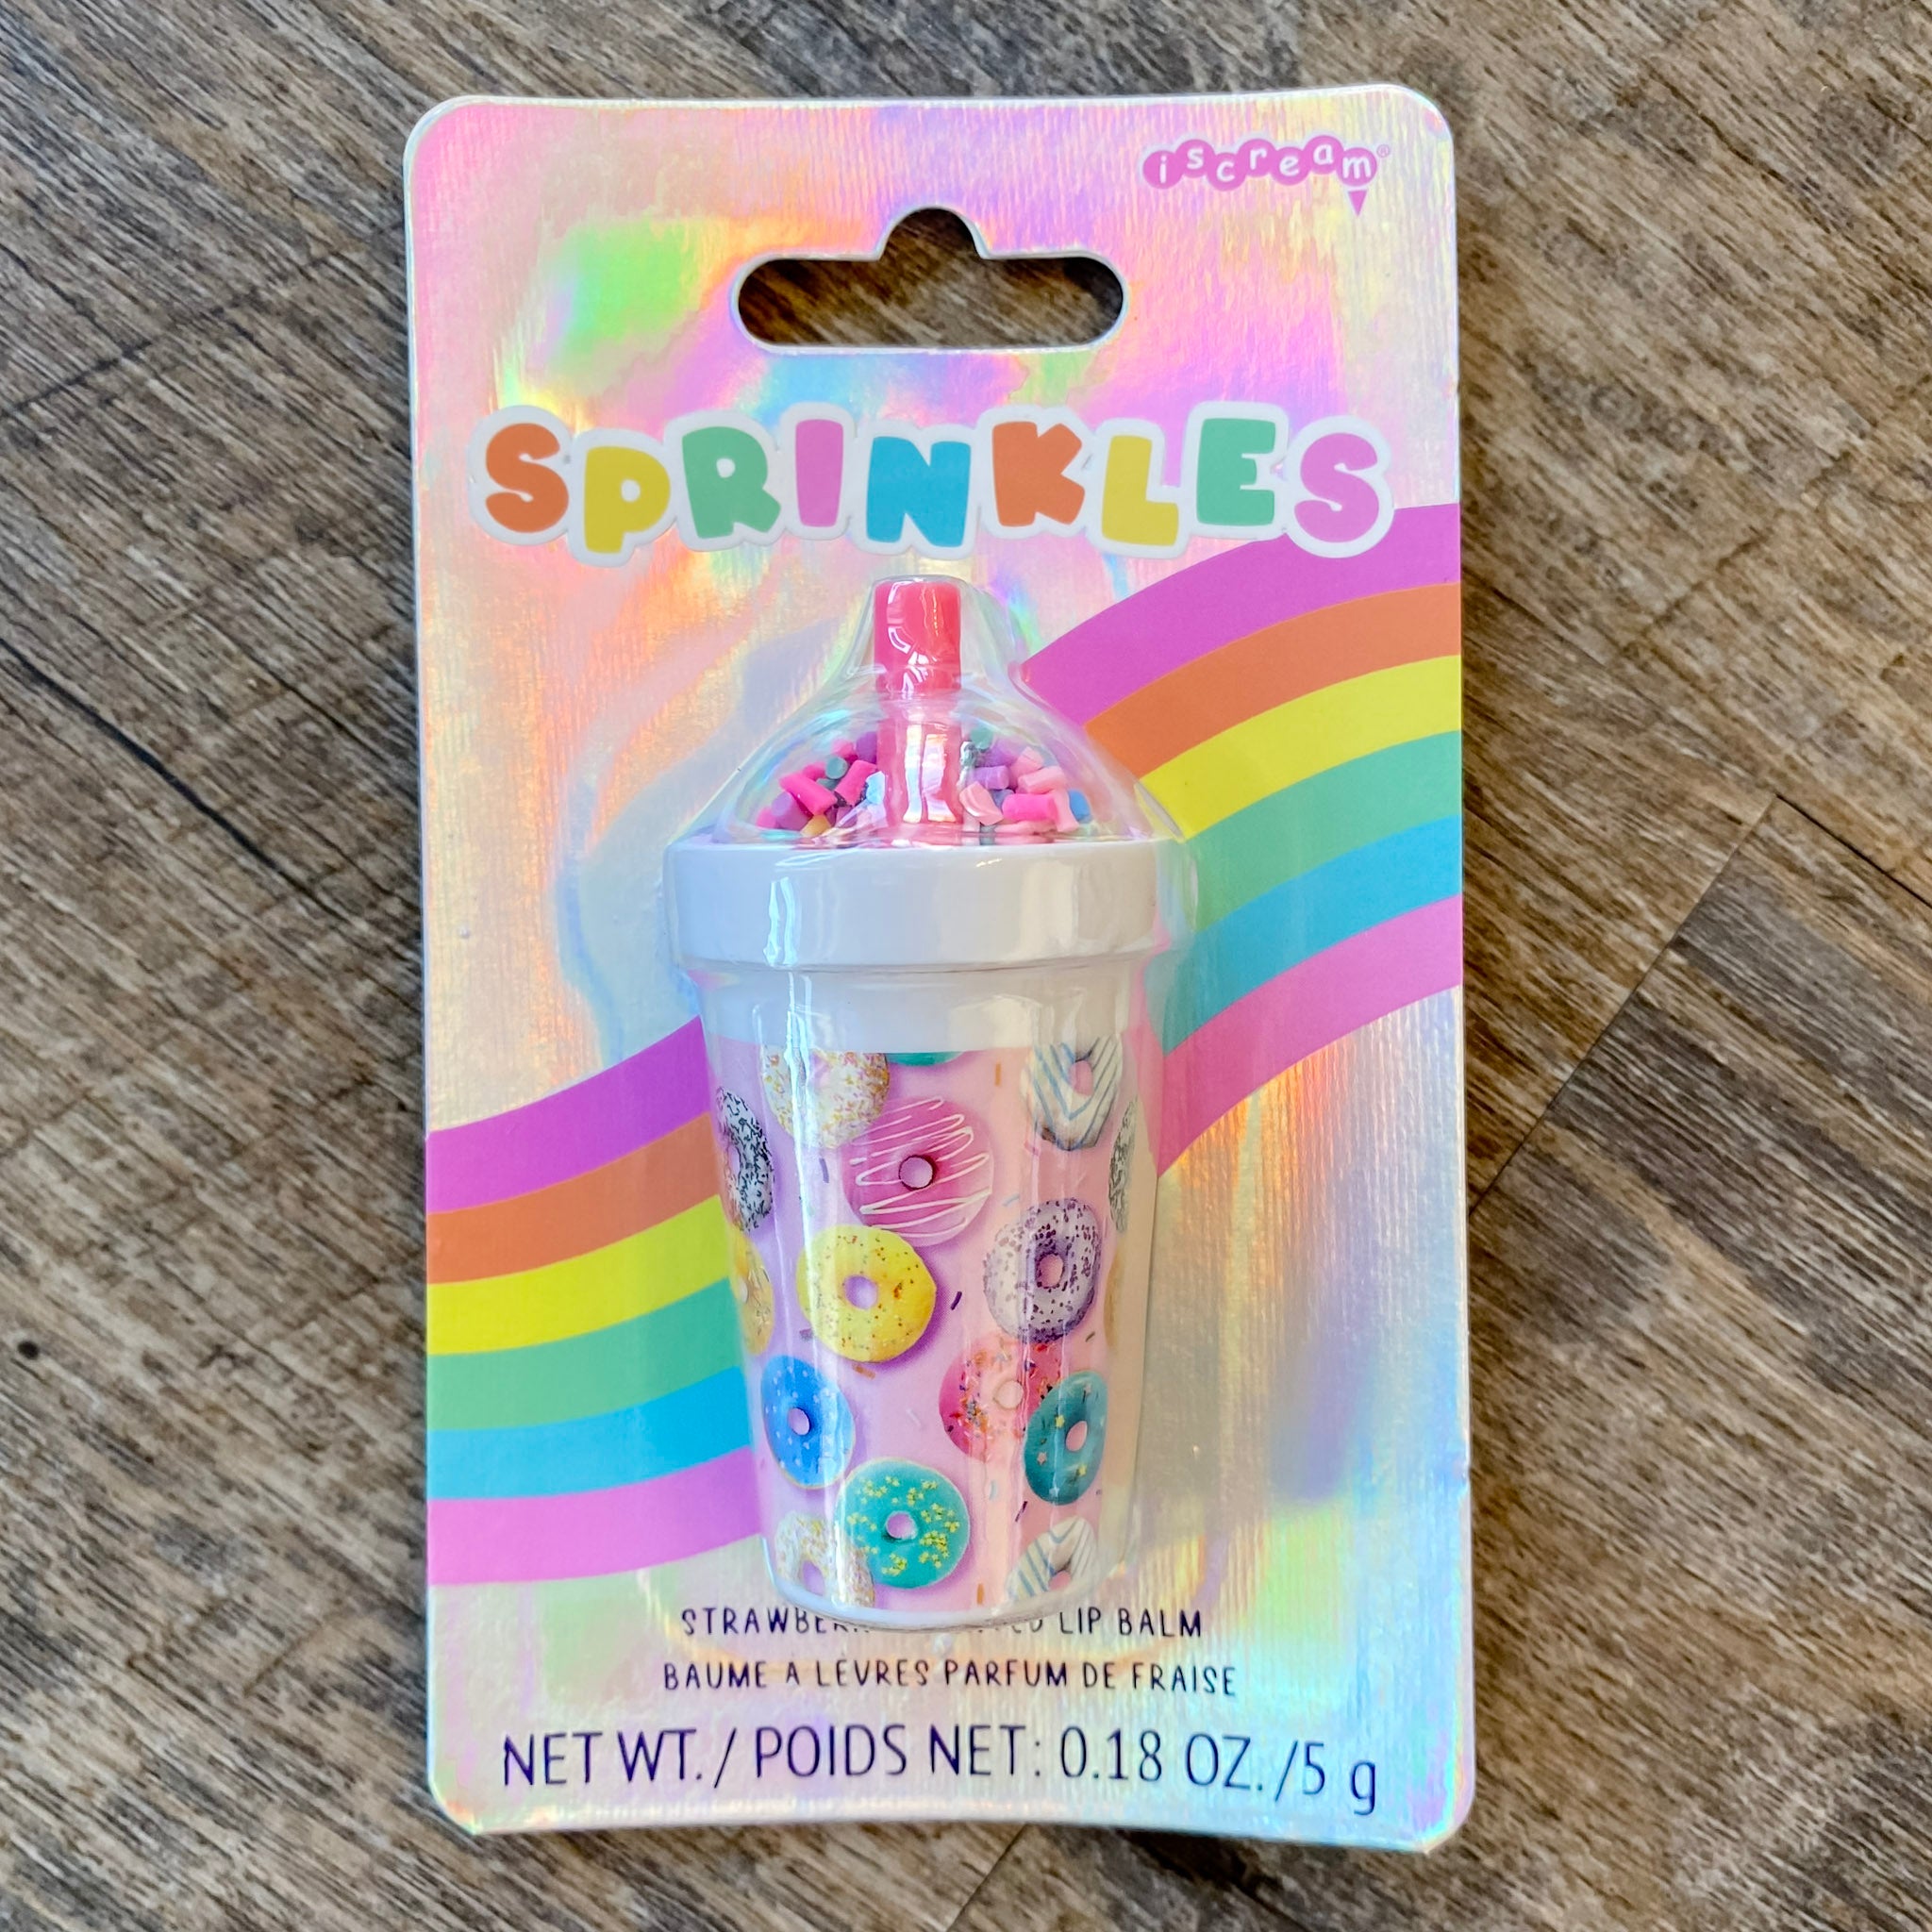 iscream®
SPRINKLES
LIP BALM
BAUME A LEVRES PARFUM DE FRAISE
NET WT. / POIDS NET: 0.18 OZ. /5 g